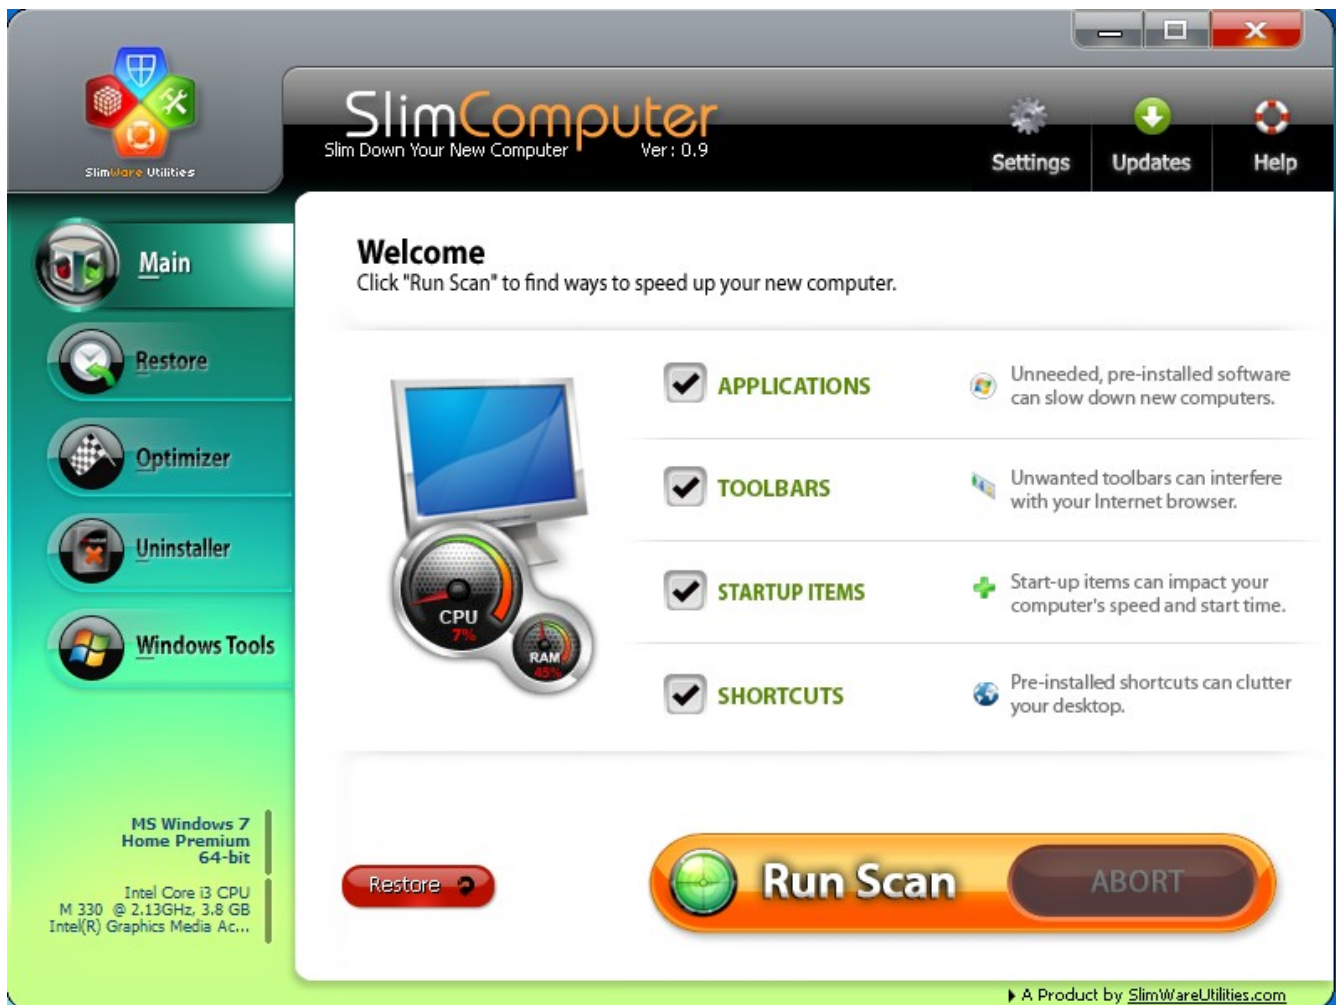 SlimWare Utilities
SlimComputer
Slim Down Your New Computer
Ver: 0.9
Settings
Updates
Help
Main
Restore
Optimizer
Uninstaller
Windows Tools
MS Windows 7
Home Premium
64-bit
Intel Core i3 CPU
M 330 @ 2.13GHz, 3.8 GB
Intel(R) Graphics Media Ac...
Welcome
Click "Run Scan" to find ways to speed up your new computer.
CPU
7%
RAM
45%
APPLICATIONS
Unneeded, pre-installed software
can slow down new computers.
TOOLBARS
Unwanted toolbars can interfere
with your Internet browser.
STARTUP ITEMS
Start-up items can impact your
computer's speed and start time.
SHORTCUTS
Pre-installed shortcuts can clutter
your desktop.
Restore
Run Scan
ABORT
A Product by SlimWareUtilities.com